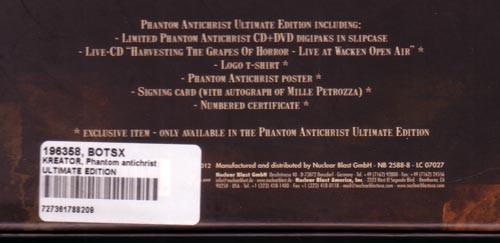 Phantom Antichrist Ultimate Edition including:
- Limited Phantom Antichrist CD+DVD digipaks in slipcase
- Live-CD "Harvesting The Grapes Of Horror - Live at Wacken Open Air" *
- Logo t-shirt *
- Phantom Antichrist poster *
- Signing card (with autograph of Mille Petrozza) *
- Numbered certificate *
* exclusive item - only available in the Phantom Antichrist Ultimate Edition
196358, BOTSX
KREATOR, Phantom antichrist
ULTIMATE EDITION
727361788209
012 Manufactured and distributed by Nuclear Blast GmbH - NB 2588-8 - LC 07027
Nuclear Blast GmbH
Germany
Nuclear Blast America, Inc.